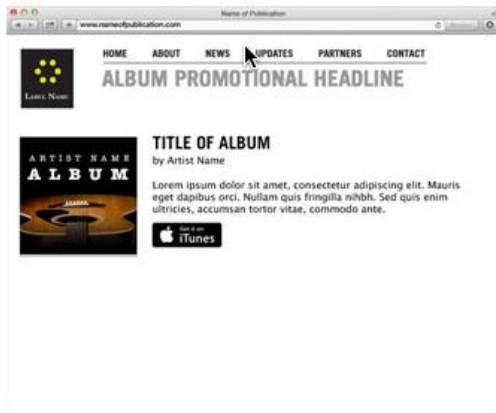 Name of Publication
www.nameofpublication.com
LABEL NAME
HOME ABOUT NEWS UPDATES PARTNERS CONTACT
ALBUM PROMOTIONAL HEADLINE
ARTIST NAME
ALBUM
TITLE OF ALBUM
by Artist Name
Lorem ipsum dolor sit amet, consectetur adipiscing elit. Mauris
eget dapibus orci. Nullam quis fringilla nihbh. Sed quis enim
ultricies, accumsan tortor vitae, commodo ante.
Get it on
iTunes